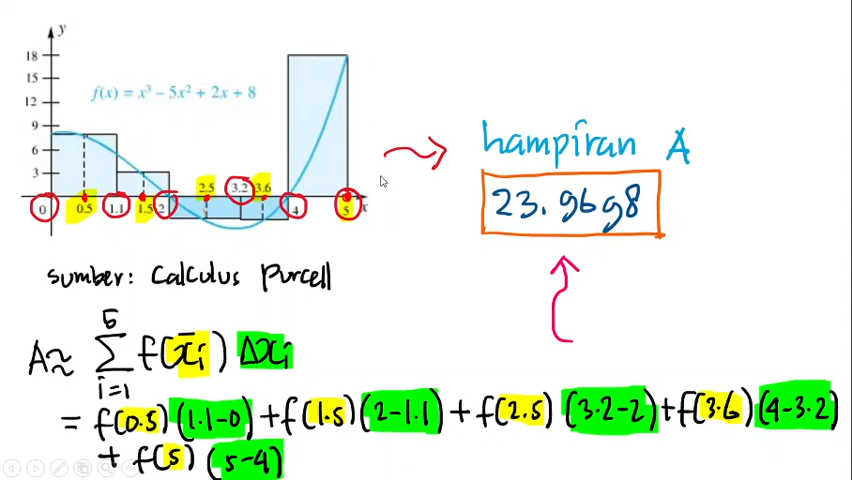 y
18
15
12
9
6
3
f(x) = x³ − 5x² + 2x + 8
2.5 3.2 3.6
0 0.5 1.1 1.5 2 4 5 x
hampiran A
23.9698
sumber: Calculus Purcell
A≈ 5 ∑ i=1 f(x̄i) Δxi
= f(0.5)(1.1-0) + f(1.5)(2-1.1) + f(2.5)(3.2-2) + f(3.6)(4-3.2)
+ f(5) (5-4)